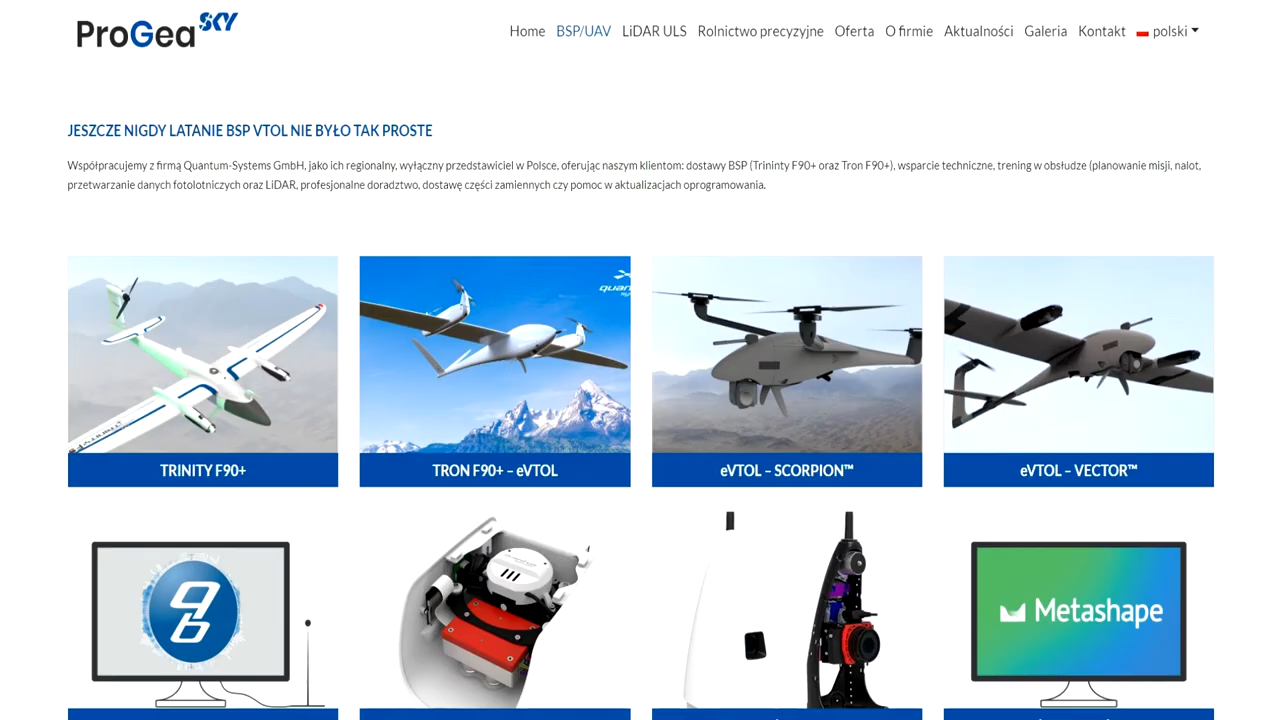 ProGea SKY
Home BSP/UAV LiDAR ULS Rolnictwo precyzyjne Oferta O firmie Aktualności Galeria Kontakt polski
JESZCZE NIGDY LATANIE BSP VTOL NIE BYŁO TAK PROSTE
Współpracujemy z firmą Quantum-Systems GmbH, jako ich regionalny, wyłączny przedstawiciel w Polsce, oferując naszym klientom: dostawy BSP (Trininty F90+ oraz Tron F90+), wsparcie techniczne, trening w obsłudze (planowanie misji, nalot,
przetwarzanie danych fotolotniczych oraz LiDAR, profesjonalne doradztwo, dostawę części zamiennych czy pomoc w aktualizacjach oprogramowania.
TRINITY F90+
TRON F90+ – eVTOL
eVTOL – SCORPION™
eVTOL – VECTOR™
Metashape